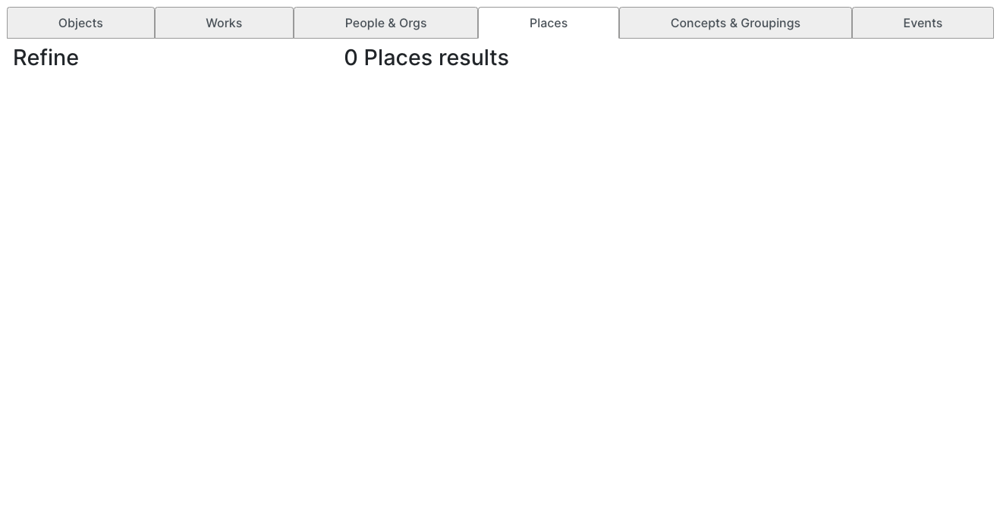 Objects Works People & Orgs Places Concepts & Groupings Events
Refine
0 Places results